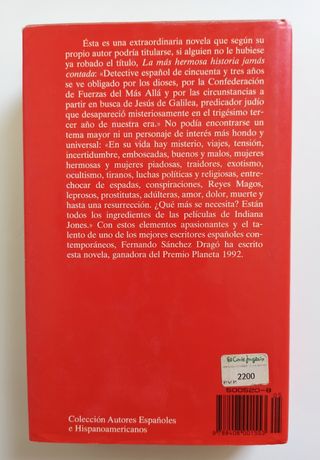 Ésta es una extraordinaria novela que según su
propio autor podría titularse, si alguien no le hubiese
ya robado el título, La más hermosa historia jamás
contada: «Detective español de cincuenta y tres años
se ve obligado por los dioses, por la Confederación
de Fuerzas del Más Allá y por las circunstancias a
partir en busca de Jesús de Galilea, predicador judío
que desapareció misteriosamente en el trigésimo ter-
cer año de nuestra era.» No podía encontrarse un
tema mayor ni un personaje de interés más hondo y
universal: «En su vida hay misterio, viajes, tensión,
incertidumbre, emboscadas, buenos y malos, mujeres
hermosas y mujeres piadosas, traidores, exotismo,
ocultismo, tiranos, luchas políticas y religiosas, entre-
chocar de espadas, conspiraciones, Reyes Magos,
leprosos, prostitutas, adúlteras, amor, dolor, muerte y
hasta una resurrección. ¿Qué más se necesita? Están
todos los ingredientes de las películas de Indiana
Jones.» Con estos elementos apasionantes y el ta-
lento de uno de los mejores escritores españoles con-
temporáneos, Fernando Sánchez Dragó ha escrito
esta novela, ganadora del Premio Planeta 1992.
El Corte Inglés
2200
P.V.P.
500520-8
Colección Autores Españoles
e Hispanoamericanos